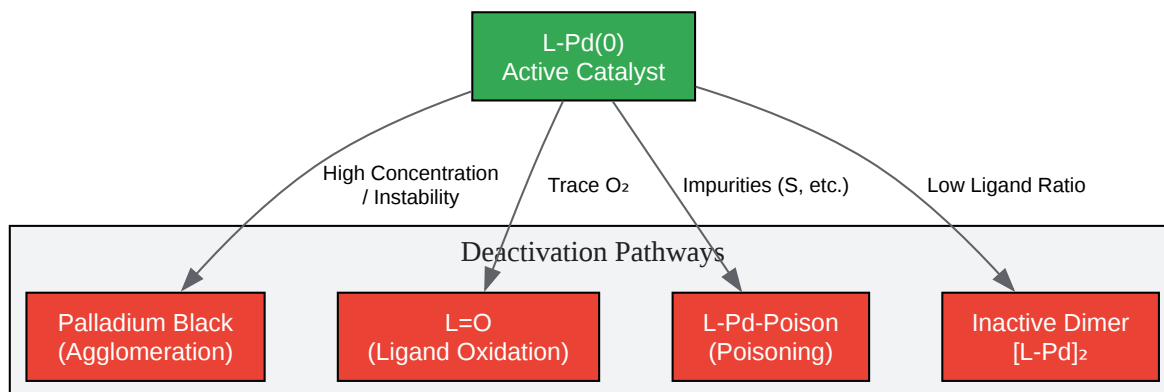 L-Pd(0)
Active Catalyst
High Concentration
/ Instability
Trace O₂
Impurities (S, etc.)
Low Ligand Ratio
Deactivation Pathways
Palladium Black
(Agglomeration)
L=O
(Ligand Oxidation)
L-Pd-Poison
(Poisoning)
Inactive Dimer
[L-Pd]₂